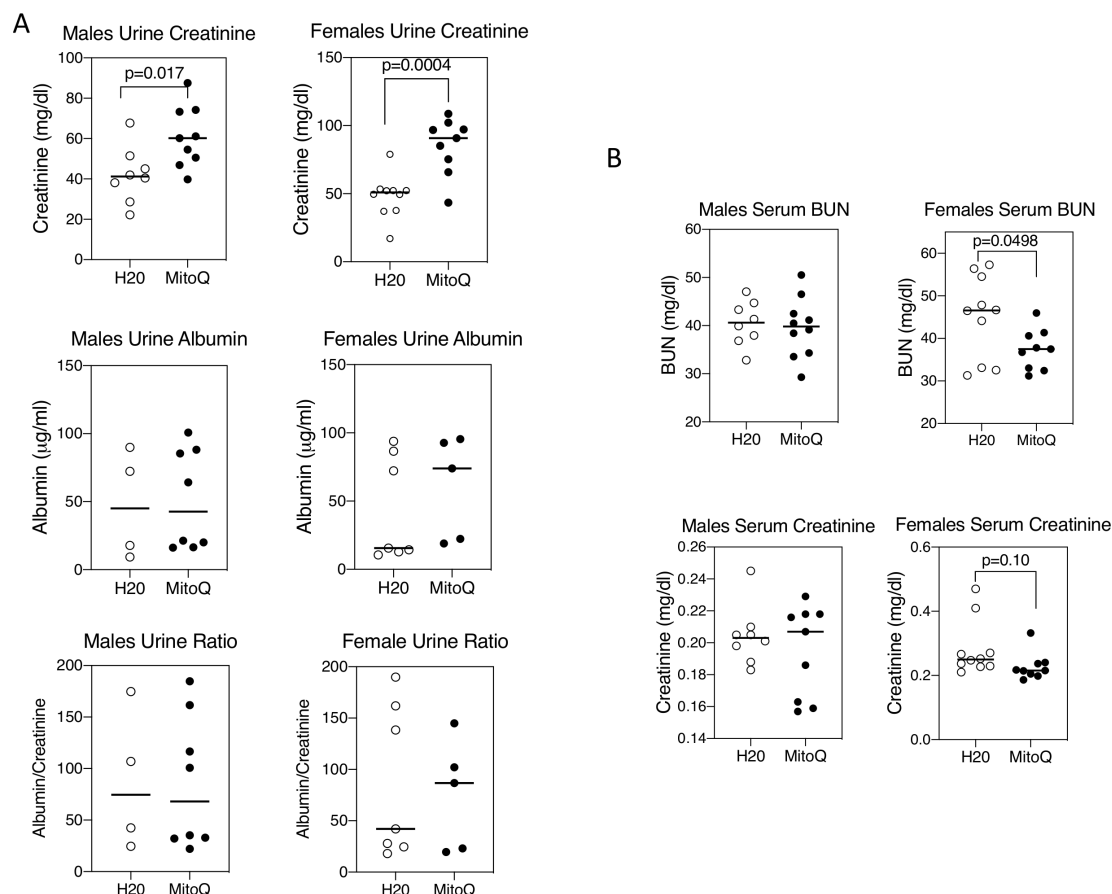 A
Males Urine Creatinine
Creatinine (mg/dl)
100
80
60
40
20
0
p=0.017
H20 MitoQ
Females Urine Creatinine
Creatinine (mg/dl)
150
100
50
0
p=0.0004
H20 MitoQ
Males Urine Albumin
Albumin (μg/ml)
150
100
50
0
H20 MitoQ
Females Urine Albumin
Albumin (μg/ml)
150
100
50
0
H20 MitoQ
Males Urine Ratio
Albumin/Creatinine
200
150
100
50
0
H20 MitoQ
Female Urine Ratio
Albumin/Creatinine
200
150
100
50
0
H20 MitoQ
B
Males Serum BUN
BUN (mg/dl)
60
50
40
30
20
H20 MitoQ
Females Serum BUN
BUN (mg/dl)
60
50
40
30
20
p=0.0498
H20 MitoQ
Males Serum Creatinine
Creatinine (mg/dl)
0.26
0.24
0.22
0.20
0.18
0.16
0.14
H20 MitoQ
Females Serum Creatinine
Creatinine (mg/dl)
0.6
0.4
0.2
0.0
p=0.10
H20 MitoQ